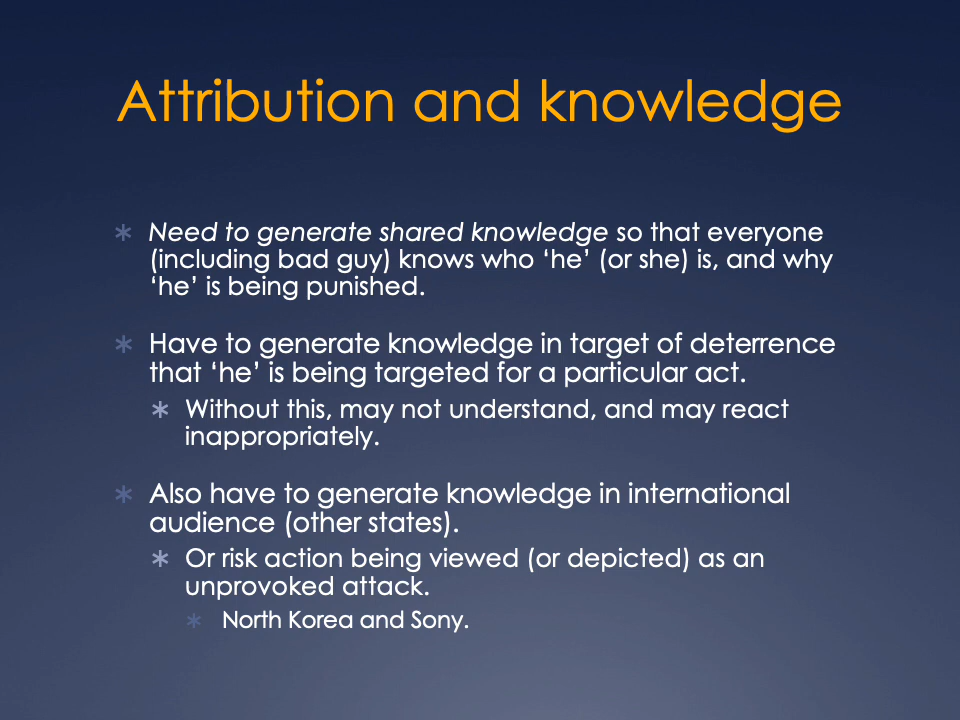 Attribution and knowledge
Need to generate shared knowledge so that everyone
(including bad guy) knows who ‘he’ (or she) is, and why
‘he’ is being punished.
Have to generate knowledge in target of deterrence
that ‘he’ is being targeted for a particular act.
Without this, may not understand, and may react
inappropriately.
Also have to generate knowledge in international
audience (other states).
Or risk action being viewed (or depicted) as an
unprovoked attack.
North Korea and Sony.